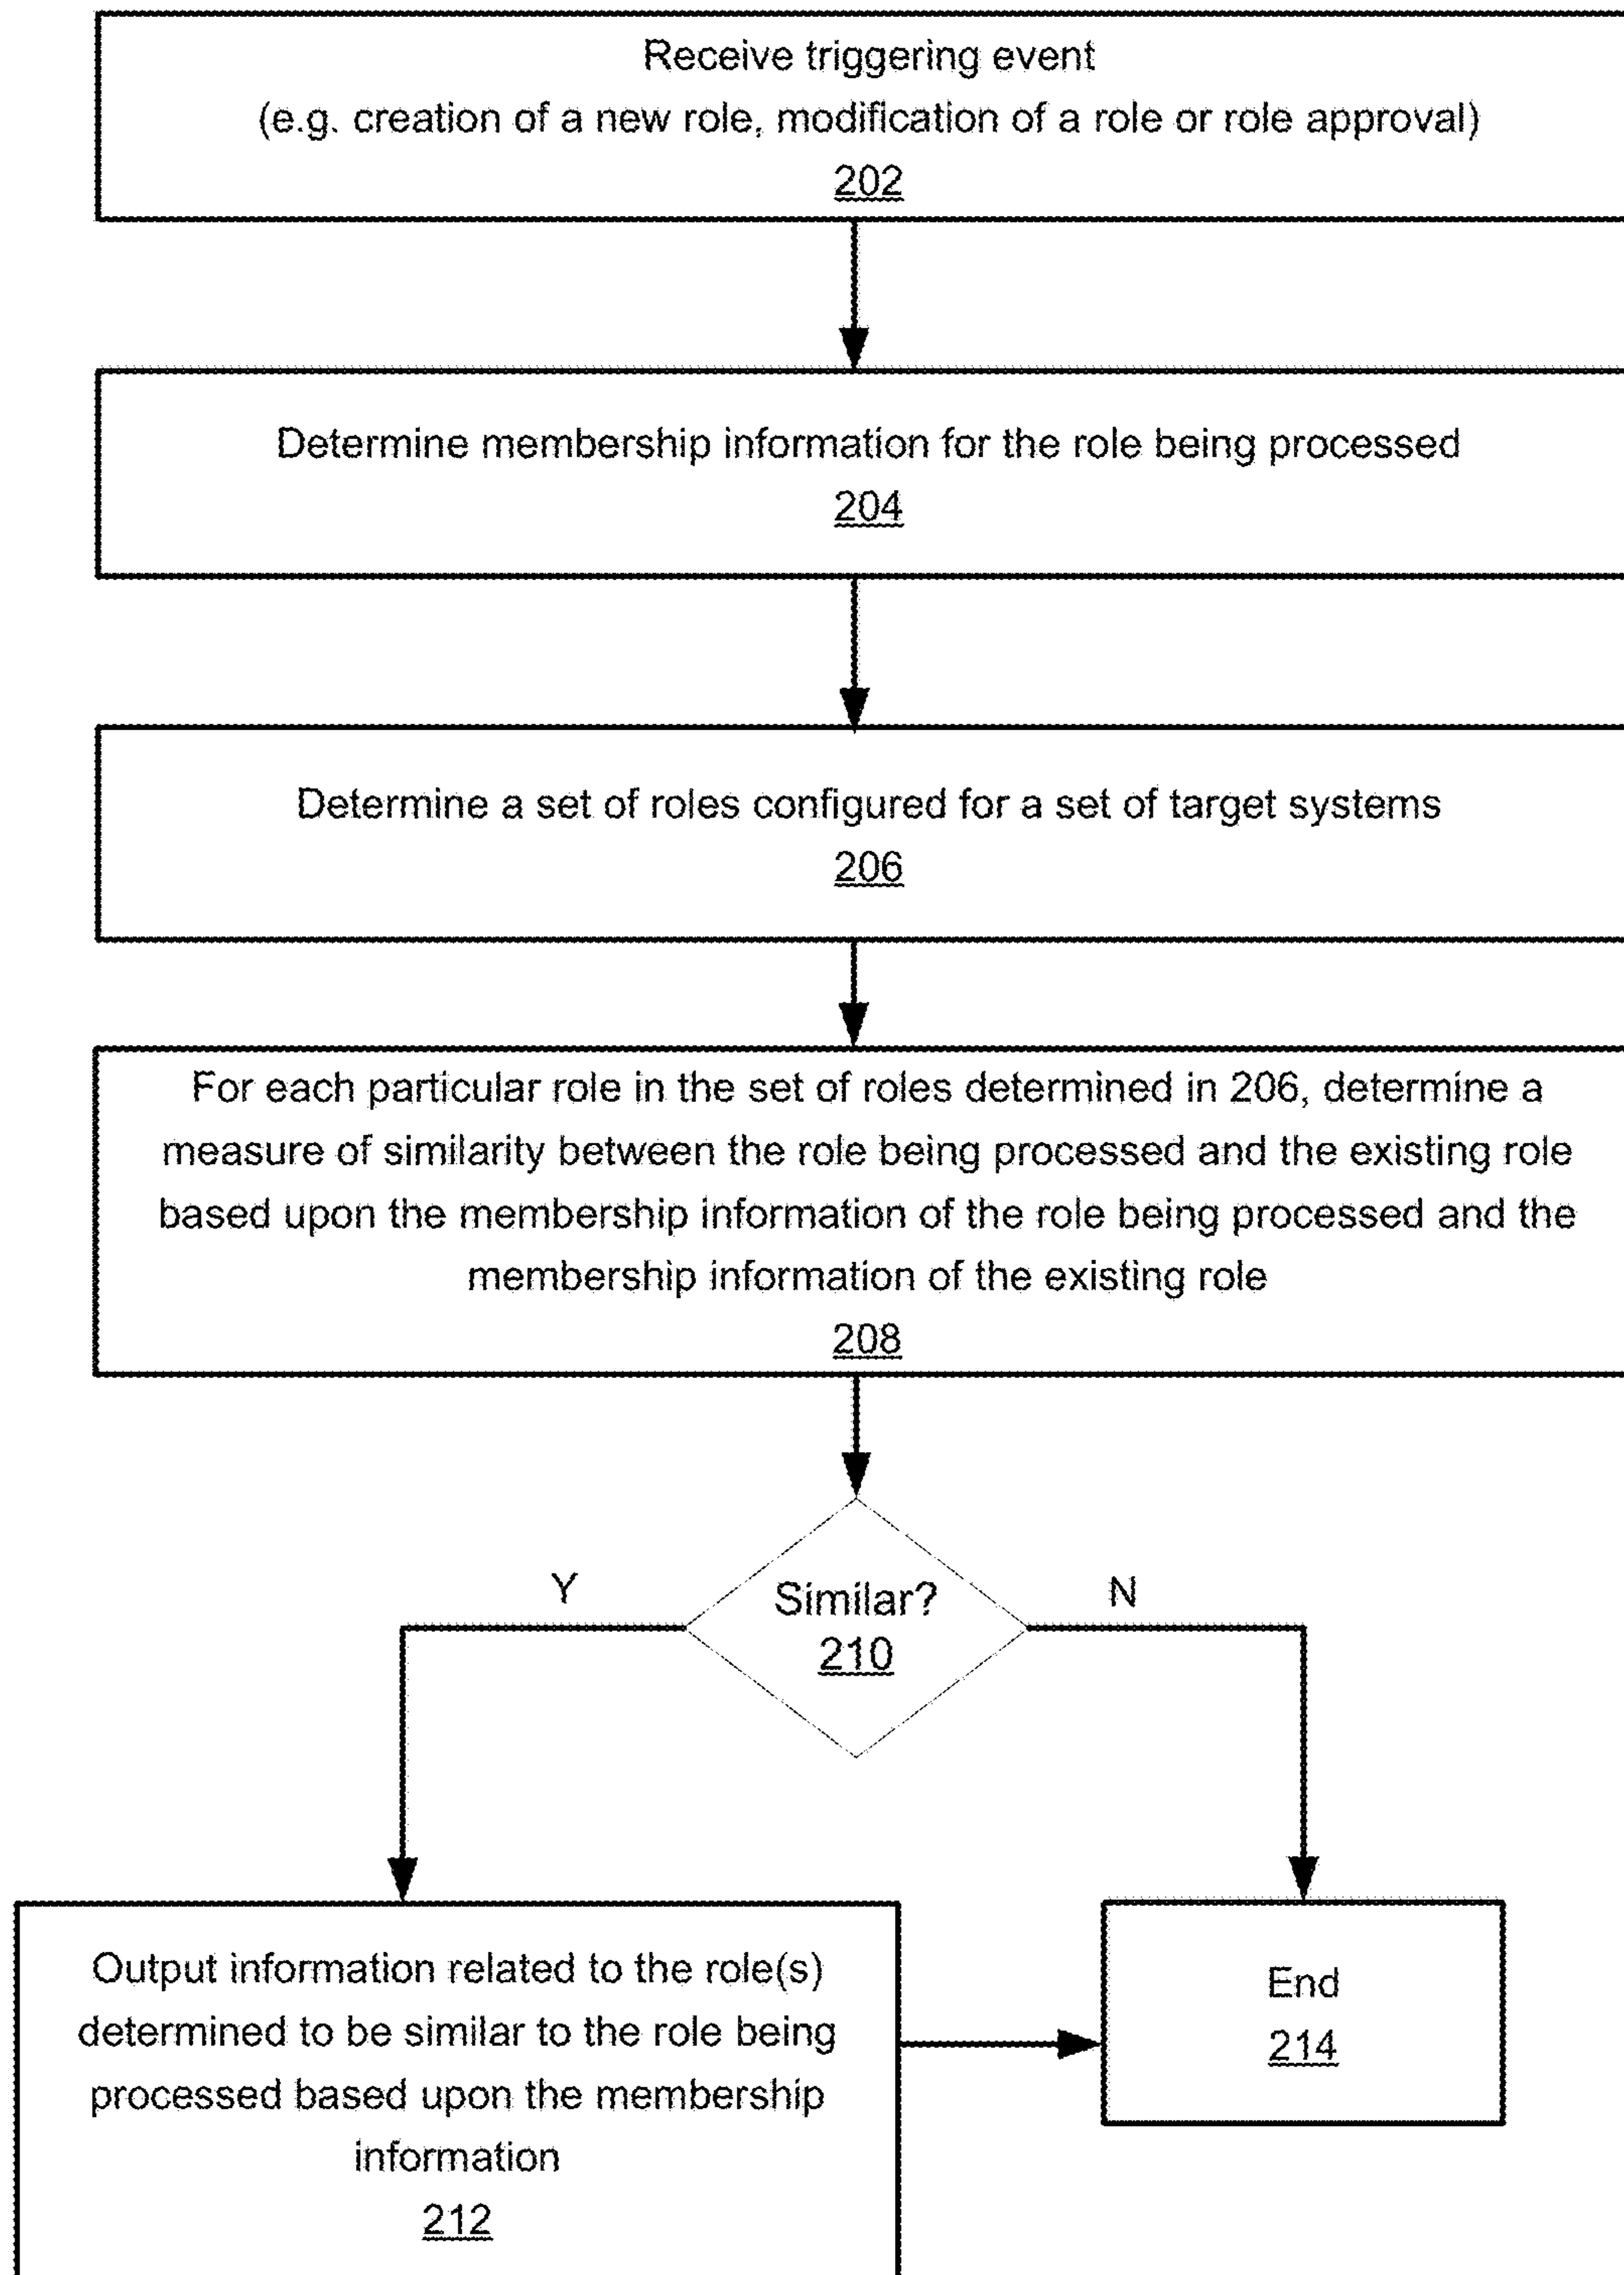 Receive triggering event
(e.g. creation of a new role, modification of a role or role approval)
202
Determine membership information for the role being processed
204
Determine a set of roles configured for a set of target systems
206
For each particular role in the set of roles determined in 206, determine a
measure of similarity between the role being processed and the existing role
based upon the membership information of the role being processed and the
membership information of the existing role
208
Similar?
210
Y
N
Output information related to the role(s)
determined to be similar to the role being
processed based upon the membership
information
212
End
214